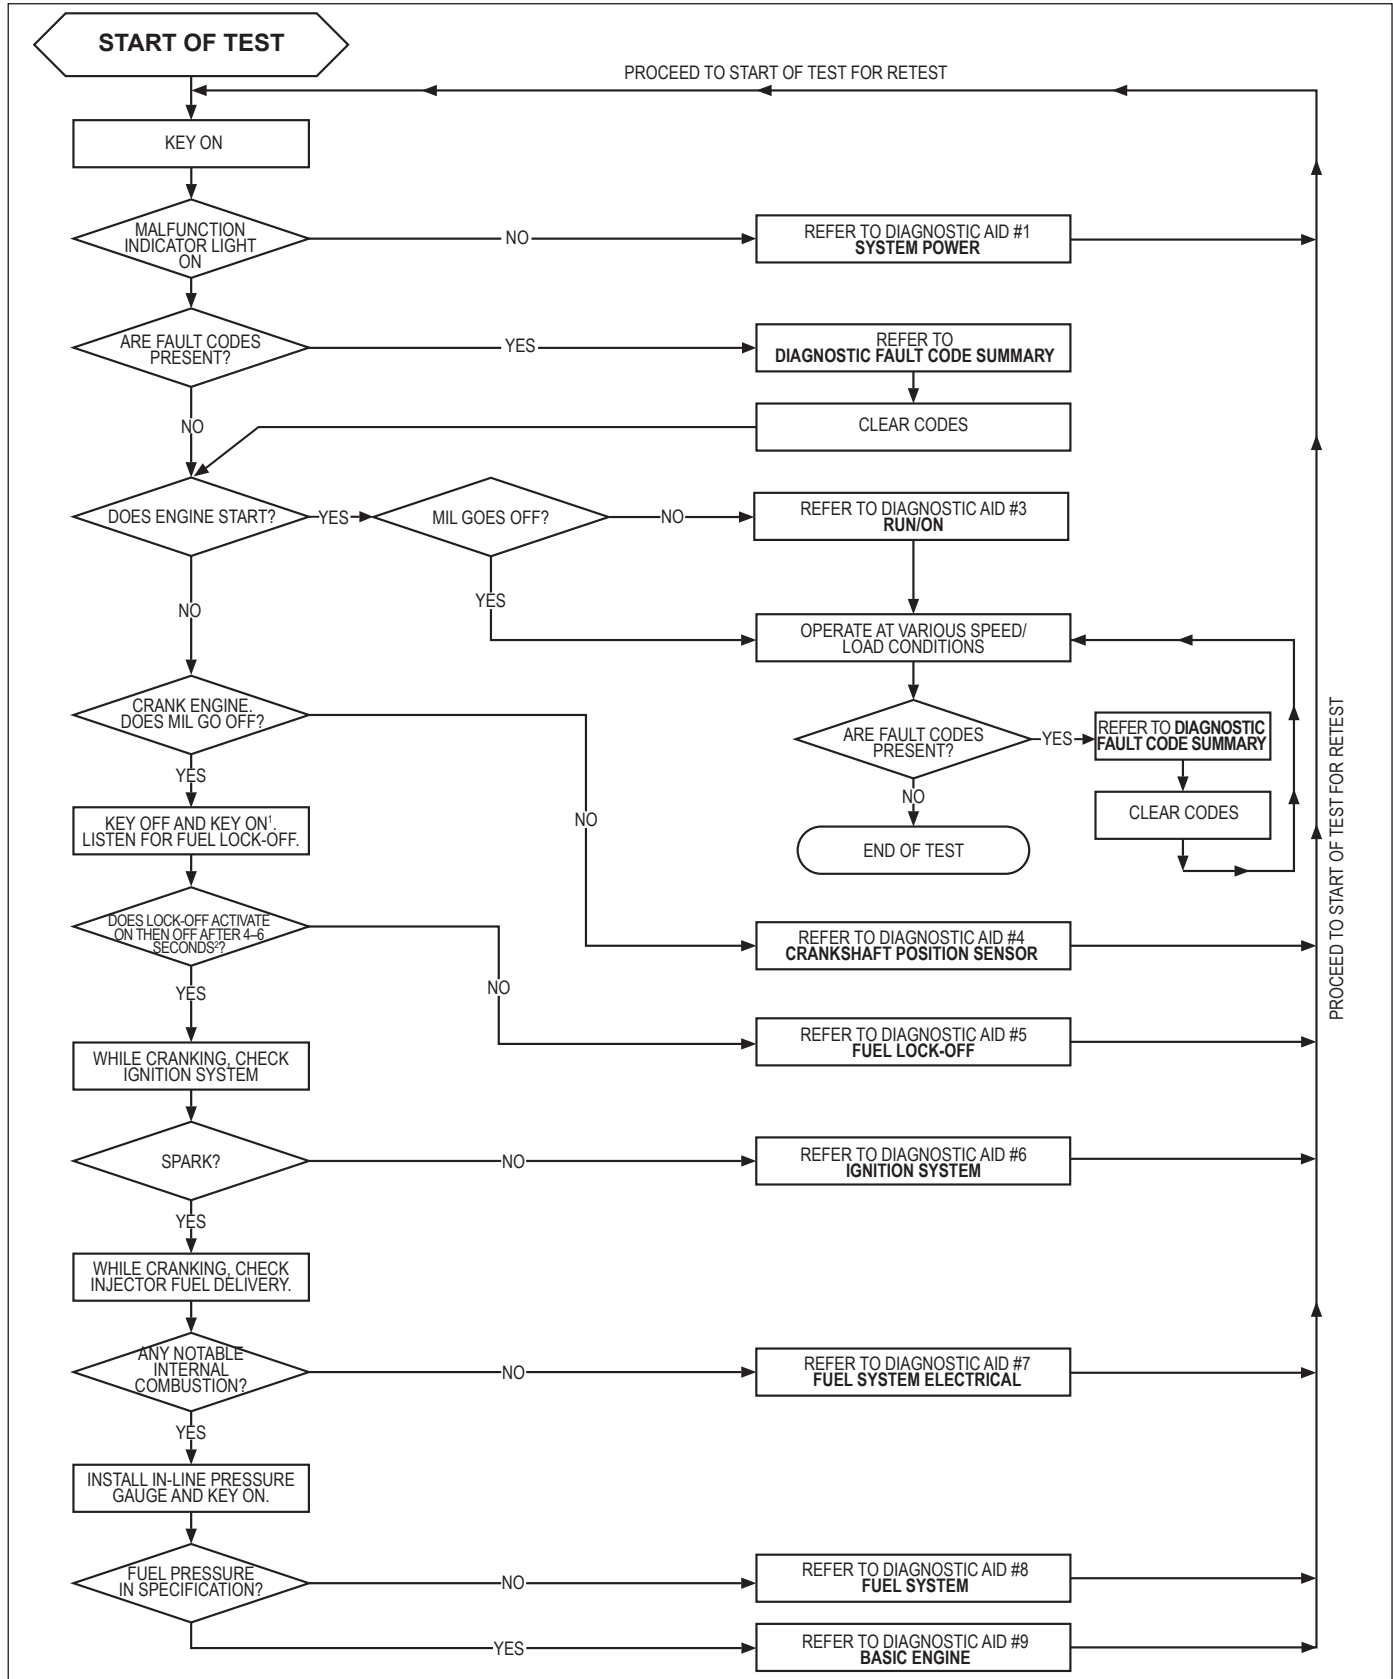 START OF TEST
PROCEED TO START OF TEST FOR RETEST
KEY ON
MALFUNCTION
INDICATOR LIGHT
ON
NO
REFER TO DIAGNOSTIC AID #1
SYSTEM POWER
ARE FAULT CODES
PRESENT?
YES
REFER TO
DIAGNOSTIC FAULT CODE SUMMARY
CLEAR CODES
NO
DOES ENGINE START?
YES
MIL GOES OFF?
NO
REFER TO DIAGNOSTIC AID #3
RUN/ON
YES
NO
OPERATE AT VARIOUS SPEED/
LOAD CONDITIONS
CRANK ENGINE.
DOES MIL GO OFF?
ARE FAULT CODES
PRESENT?
YES
REFER TO DIAGNOSTIC
FAULT CODE SUMMARY
YES
NO
CLEAR CODES
KEY OFF AND KEY ON¹.
LISTEN FOR FUEL LOCK-OFF.
NO
END OF TEST
PROCEED TO START OF TEST FOR RETEST
DOES LOCK-OFF ACTIVATE
ON THEN OFF AFTER 4–6
SECONDS²?
REFER TO DIAGNOSTIC AID #4
CRANKSHAFT POSITION SENSOR
YES
NO
REFER TO DIAGNOSTIC AID #5
FUEL LOCK-OFF
WHILE CRANKING, CHECK
IGNITION SYSTEM
SPARK?
NO
REFER TO DIAGNOSTIC AID #6
IGNITION SYSTEM
YES
WHILE CRANKING, CHECK
INJECTOR FUEL DELIVERY.
ANY NOTABLE
INTERNAL
COMBUSTION?
NO
REFER TO DIAGNOSTIC AID #7
FUEL SYSTEM ELECTRICAL
YES
INSTALL IN-LINE PRESSURE
GAUGE AND KEY ON.
FUEL PRESSURE
IN SPECIFICATION?
NO
REFER TO DIAGNOSTIC AID #8
FUEL SYSTEM
YES
REFER TO DIAGNOSTIC AID #9
BASIC ENGINE